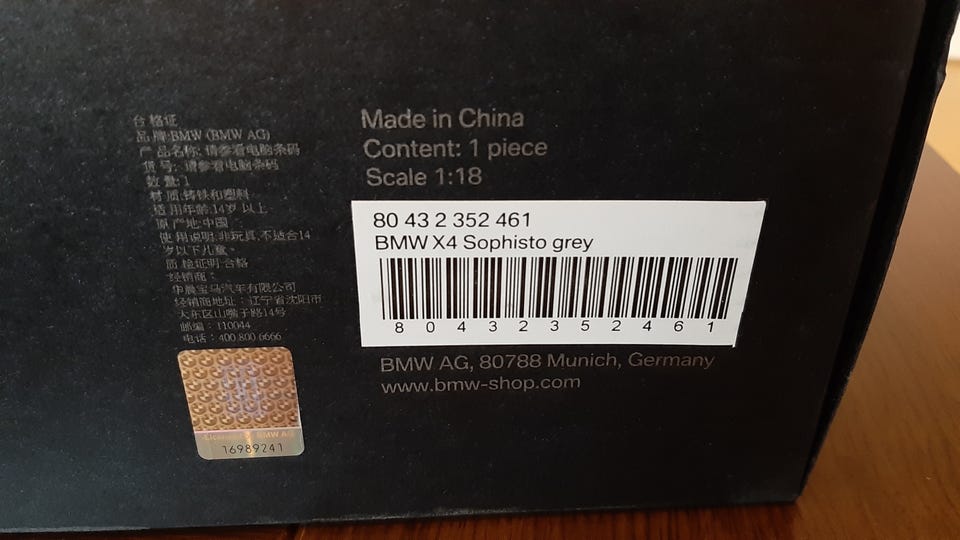 合格证
品 牌:BMW (BMW AG)
产 品名称: 请参看电脑条码
货 号: 请参看电脑条码
数 量:1
材 质:铸铁和塑料
适 用年龄:14岁 以上
原 产地:中国
使 用说明:非玩具,不适合14
岁以下儿童。
质 检证明:合格
经销商：
华晨宝马汽车有限公司
经销商地址：辽宁省沈阳市
大东区山嘴子路14号
邮编：110044
电话：400.800.6666
Licensed BMW AG
16989241
Made in China
Content: 1 piece
Scale 1:18
80 43 2 352 461
BMW X4 Sophisto grey
8 0 4 3 2 3 5 2 4 6 1
BMW AG, 80788 Munich, Germany
www.bmw-shop.com